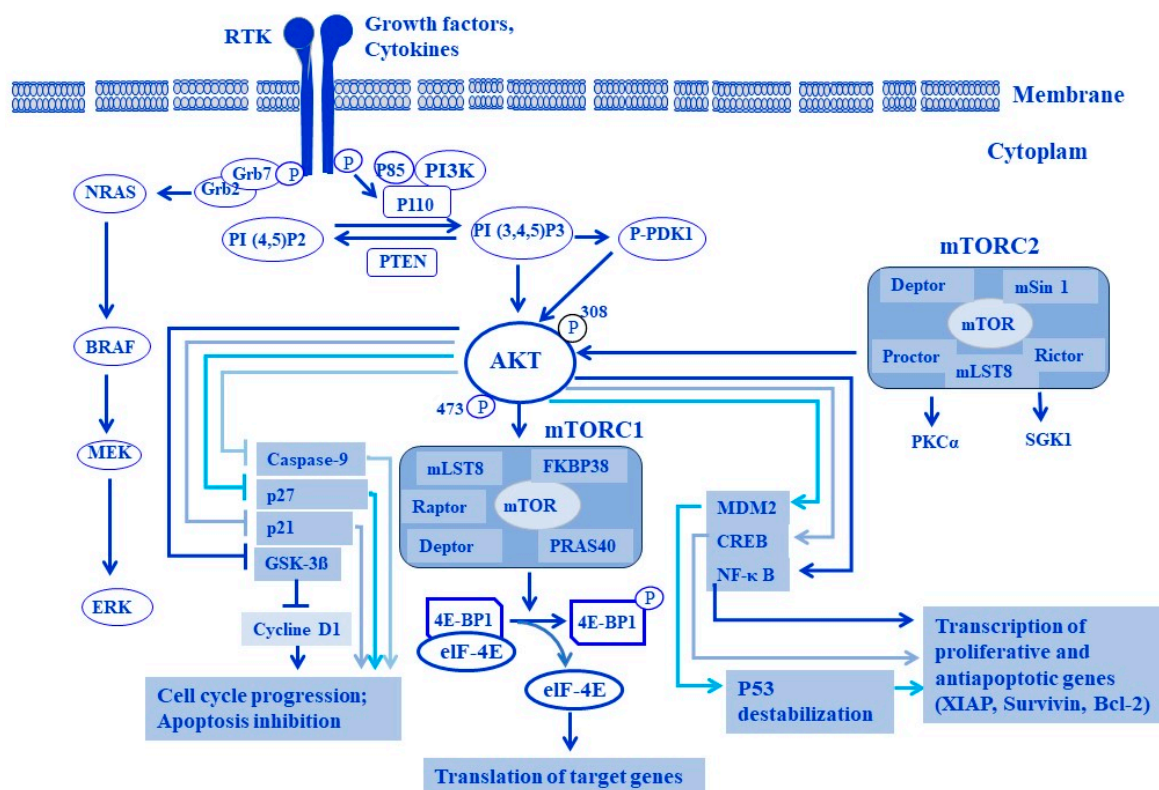 RTK
Growth factors,
Cytokines
Membrane
Cytoplam
P
P
P85
PI3K
Grb7
Grb2
NRAS
P110
PI (4,5)P2
PI (3,4,5)P3
P-PDK1
PTEN
mTORC2
Deptor
mSin 1
mTOR
Proctor
Rictor
mLST8
PKCα
SGK1
308
P
AKT
473
P
BRAF
MEK
ERK
mTORC1
mLST8
FKBP38
Raptor
mTOR
Deptor
PRAS40
Caspase-9
p27
p21
GSK-3ß
Cycline D1
Cell cycle progression;
Apoptosis inhibition
MDM2
CREB
NF-κ B
4E-BP1
eIF-4E
4E-BP1
P
eIF-4E
Translation of target genes
P53
destabilization
Transcription of
proliferative and
antiapoptotic genes
(XIAP, Survivin, Bcl-2)